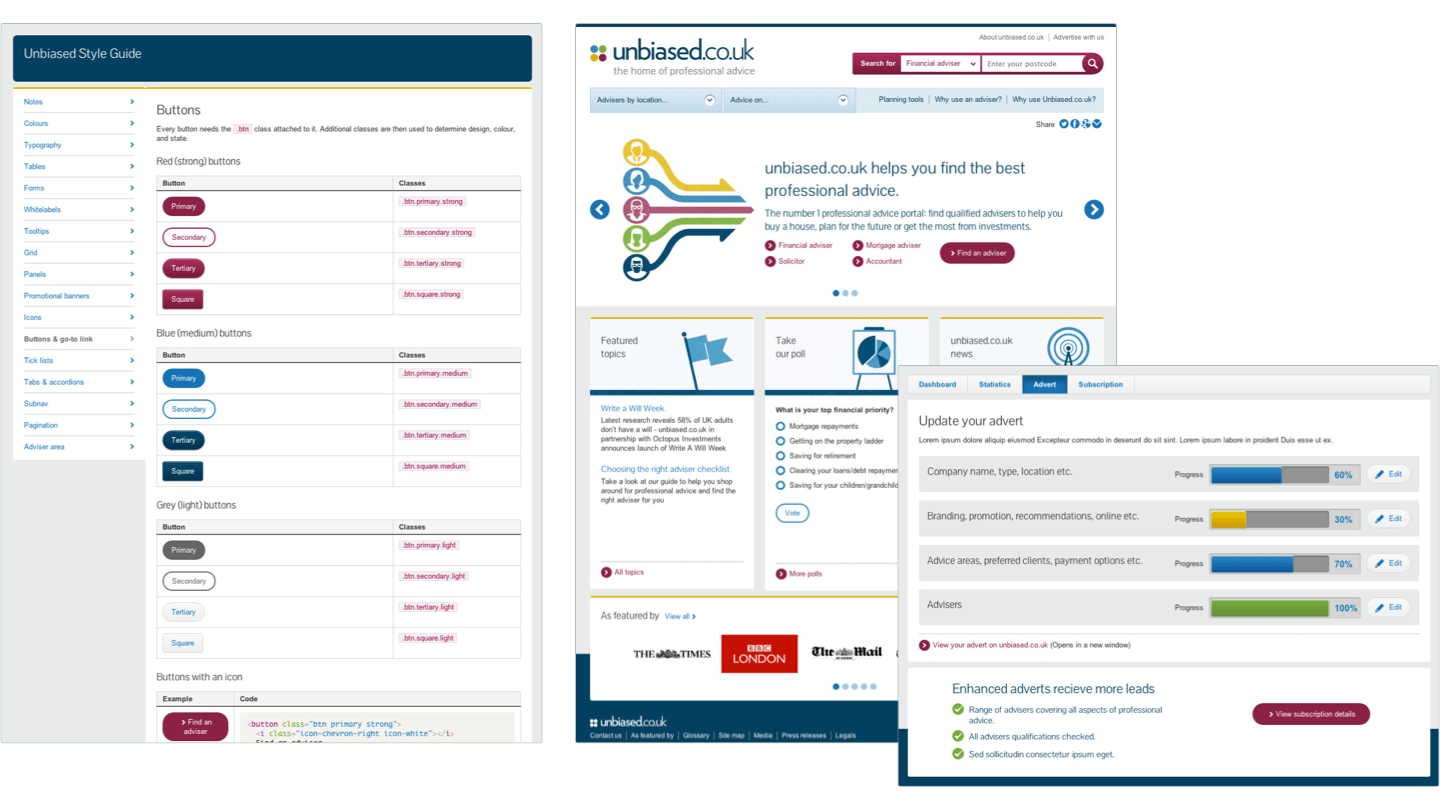 Unbiased Style Guide
Notes
Colours
Typography
Tables
Forms
Whitelabels
Tooltips
Grid
Panels
Promotional banners
Icons
Buttons & go-to link
Tick lists
Tabs & accordions
Subnav
Pagination
Adviser area
Buttons
Every button needs the .btn class attached to it. Additional classes are then used to determine design, colour,
and state.
Red (strong) buttons
Button Classes
Primary .btn.primary.strong
Secondary .btn.secondary.strong
Tertiary .btn.tertiary.strong
Square .btn.square.strong
Blue (medium) buttons
Button Classes
Primary .btn.primary.medium
Secondary .btn.secondary.medium
Tertiary .btn.tertiary.medium
Square .btn.square.medium
Grey (light) buttons
Button Classes
Primary .btn.primary.light
Secondary .btn.secondary.light
Tertiary .btn.tertiary.light
Square .btn.square.light
Buttons with an icon
Example Code
Find an
adviser
<button class="btn primary strong">
<i class="icon-chevron-right icon-white"></i>
About unbiased.co.uk | Advertise with us
unbiased.co.uk
the home of professional advice
Search for Financial adviser Enter your postcode
Advisers by location... Advice on... Planning tools | Why use an adviser? | Why use Unbiased.co.uk?
Share
unbiased.co.uk helps you find the best
professional advice.
The number 1 professional advice portal: find qualified advisers to help you
buy a house, plan for the future or get the most from investments.
Financial adviser Mortgage adviser
Solicitor Accountant
Find an adviser
Featured
topics
Write a Will Week
Latest research reveals 58% of UK adults
don't have a will - unbiased.co.uk in
partnership with Octopus Investments
announces launch of Write A Will Week
Choosing the right adviser checklist
Take a look at our guide to help you shop
around for professional advice and find the
right adviser for you
All topics
Take
our poll
What is your top financial priority?
Mortgage repayments
Getting on the property ladder
Saving for retirement
Clearing your loans/debt repaymen
Saving for your children/grandchild
Vote
More polls
unbiased.co.uk
news
As featured by View all
THE TIMES
BBC
LONDON
The Mail
unbiased.co.uk
Contact us | As featured by | Glossary | Site map | Media | Press releases | Legals
Dashboard Statistics Advert Subscription
Update your advert
Lorem ipsum dolore aliquip eiusmod Excepteur commodo in deserunt do sit sint. Lorem ipsum labore in proident Duis esse ut ex.
Company name, type, location etc. Progress 60% Edit
Branding, promotion, recommendations, online etc. Progress 30% Edit
Advice areas, preferred clients, payment options etc. Progress 70% Edit
Advisers Progress 100% Edit
View your advert on unbiased.co.uk (Opens in a new window)
Enhanced adverts recieve more leads
Range of advisers covering all aspects of professional
advice.
All advisers qualifications checked.
Sed sollicitudin consectetur ipsum eget.
View subscription details